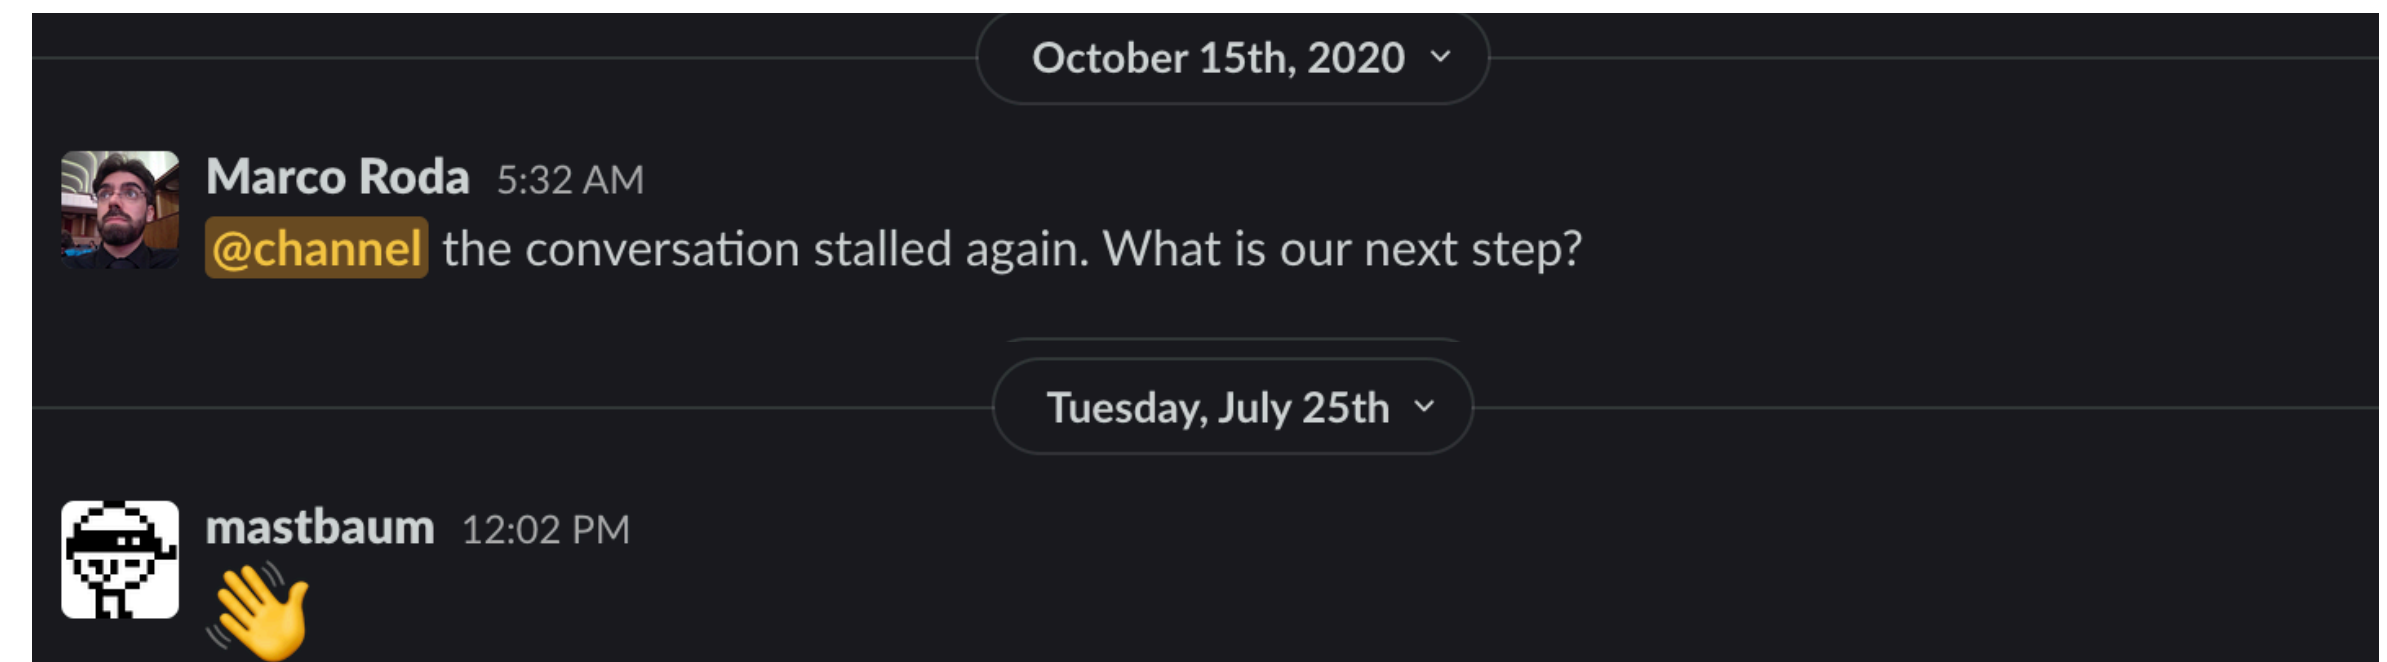 October 15th, 2020
Marco Roda 5:32 AM
@channel the conversation stalled again. What is our next step?
Tuesday, July 25th
mastbaum 12:02 PM